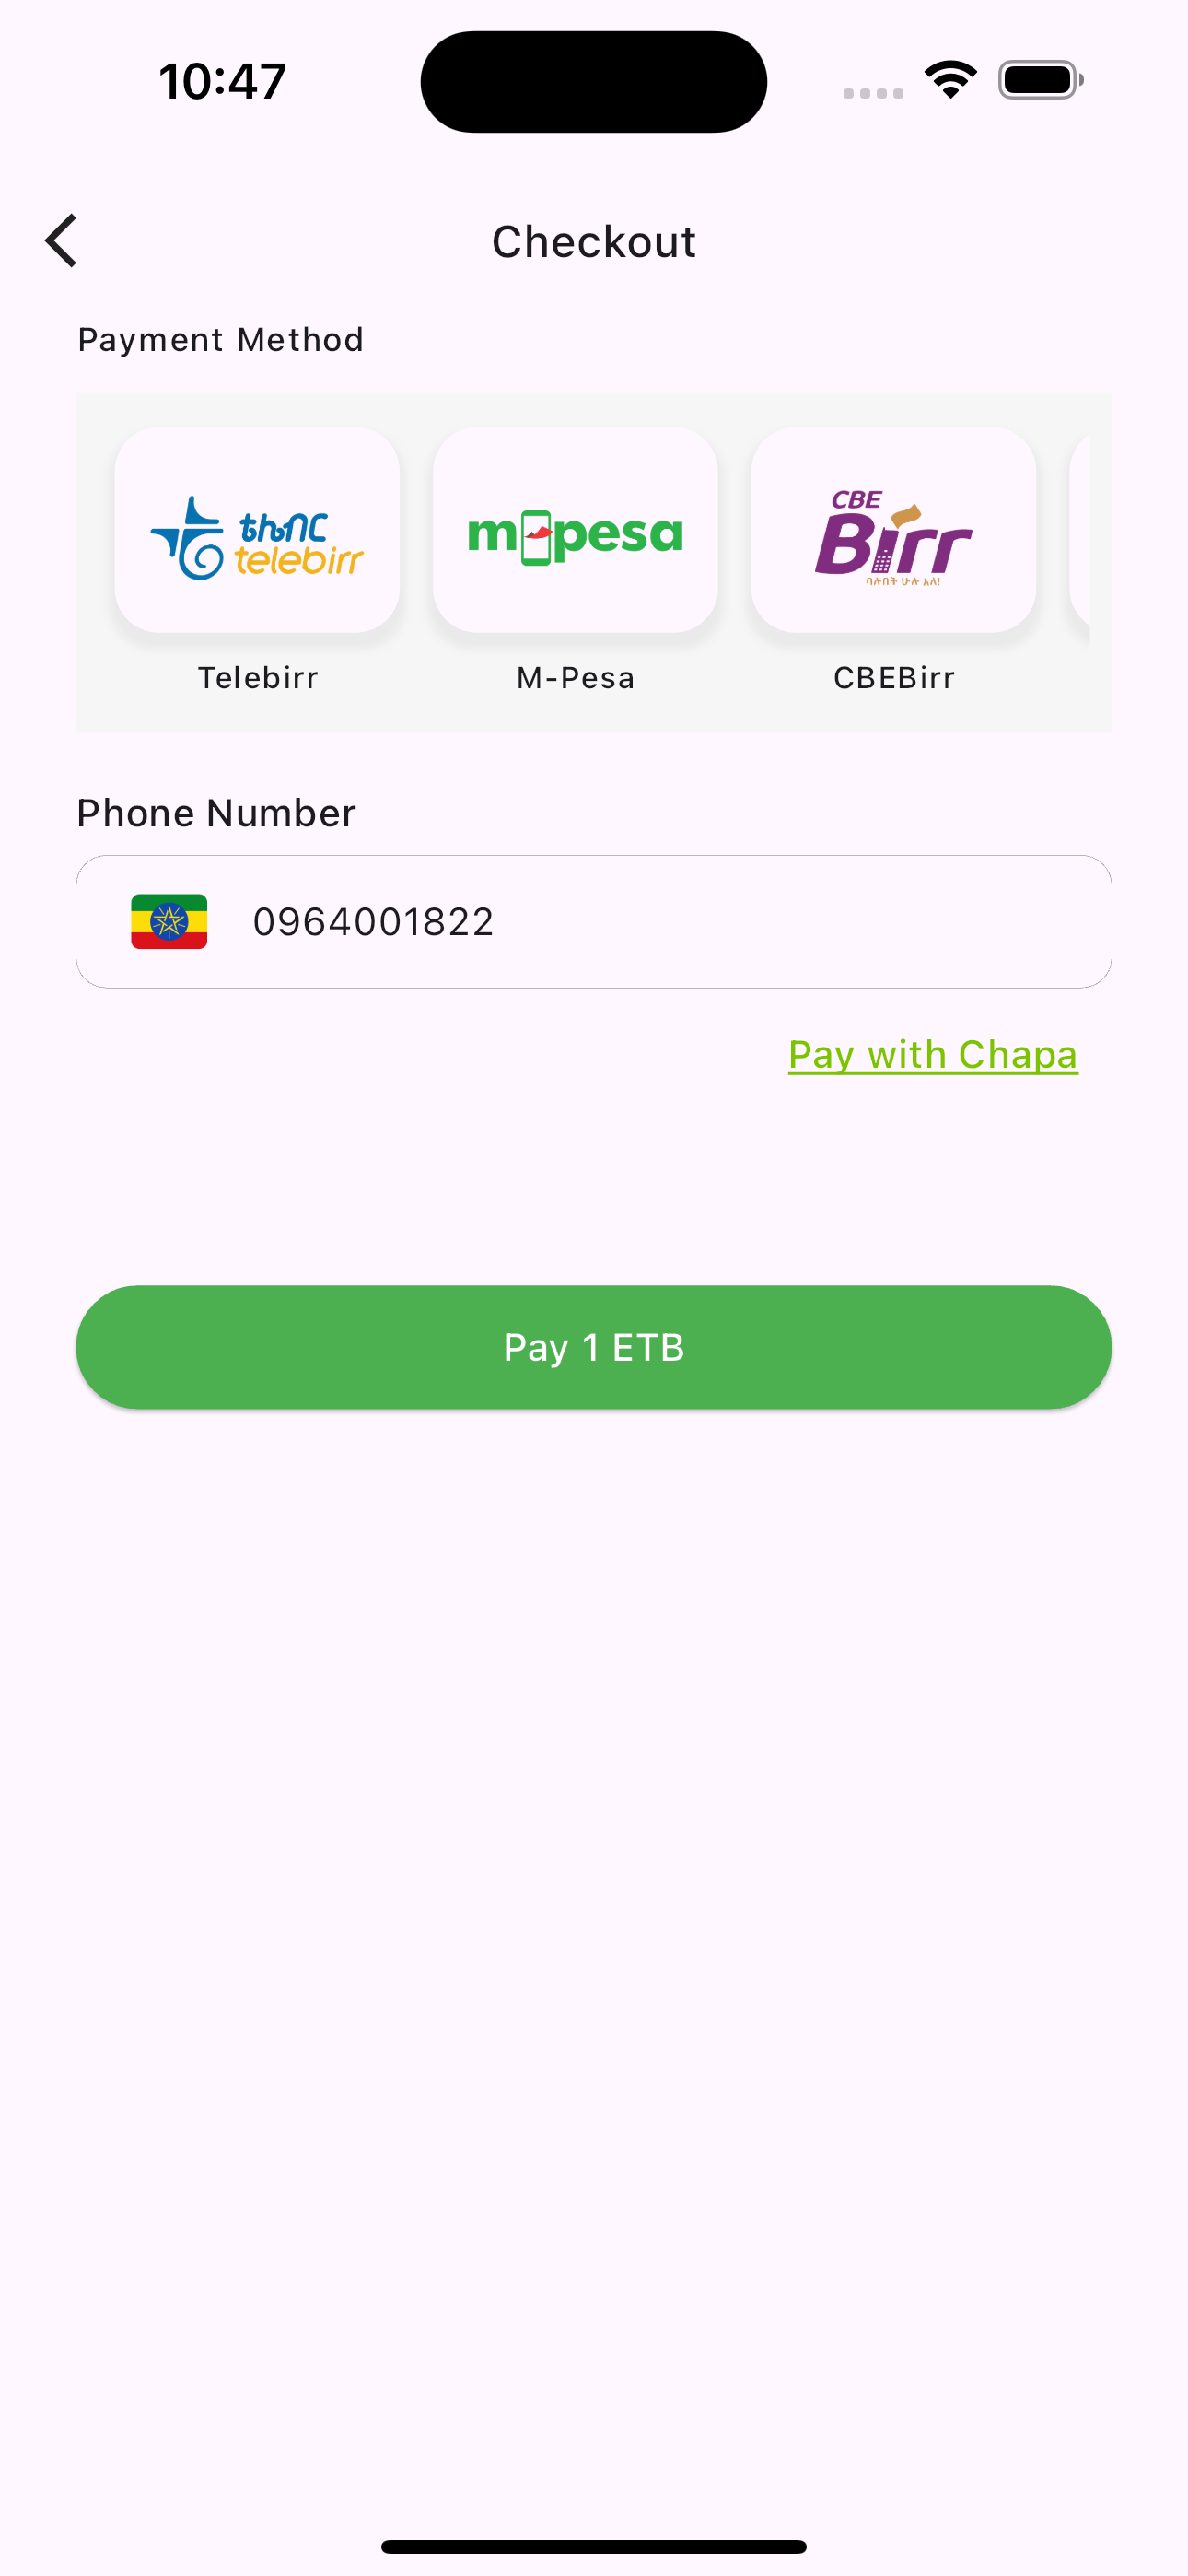 10:47
Checkout
Payment Method
ቴሌብር
telebirr
m-pesa
CBE
Birr
ባሉበት ሁሉ አለ!
Telebirr
M-Pesa
CBEBirr
Phone Number
0964001822
Pay with Chapa
Pay 1 ETB